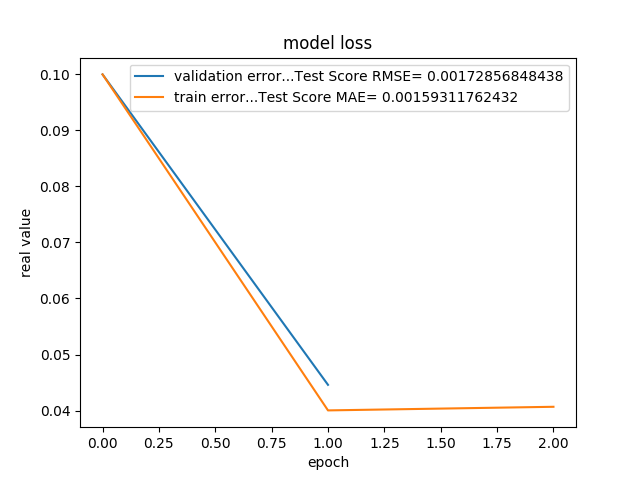 model loss
validation error...Test Score RMSE= 0.00172856848438
train error...Test Score MAE= 0.00159311762432
0.10
0.09
0.08
0.07
0.06
0.05
0.04
real value
0.00 0.25 0.50 0.75 1.00 1.25 1.50 1.75 2.00
epoch